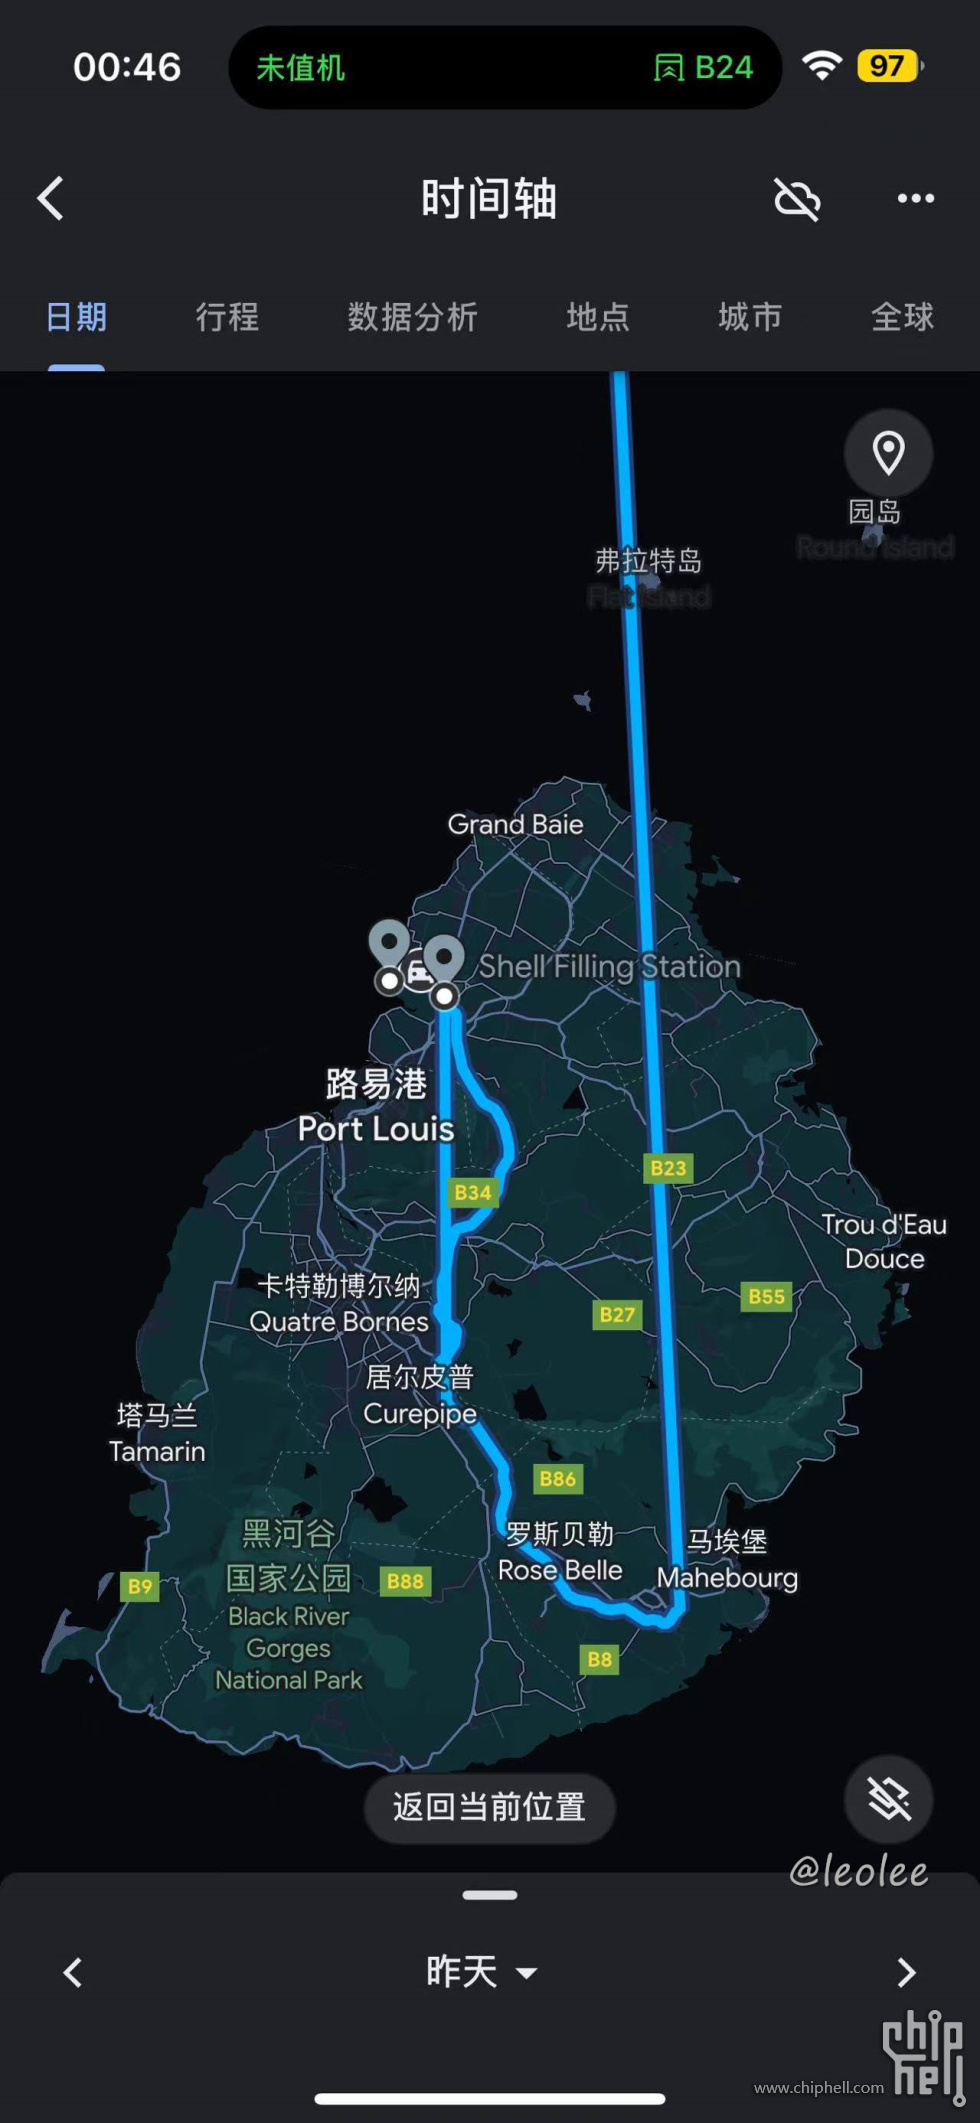 00:46
未值机
B24
97
时间轴
日期
行程
数据分析
地点
城市
全球
园岛
Round Island
弗拉特岛
Flat Island
Grand Baie
Shell Filling Station
路易港
Port Louis
B23
B34
Trou d'Eau
Douce
卡特勒博尔纳
Quatre Bornes
B55
B27
居尔皮普
Curepipe
塔马兰
Tamarin
B86
黑河谷
国家公园
Black River
Gorges
National Park
罗斯贝勒
Rose Belle
马埃堡
Mahebourg
B9
B88
B8
返回当前位置
@leolee
昨天
chip
hell
www.chiphell.com